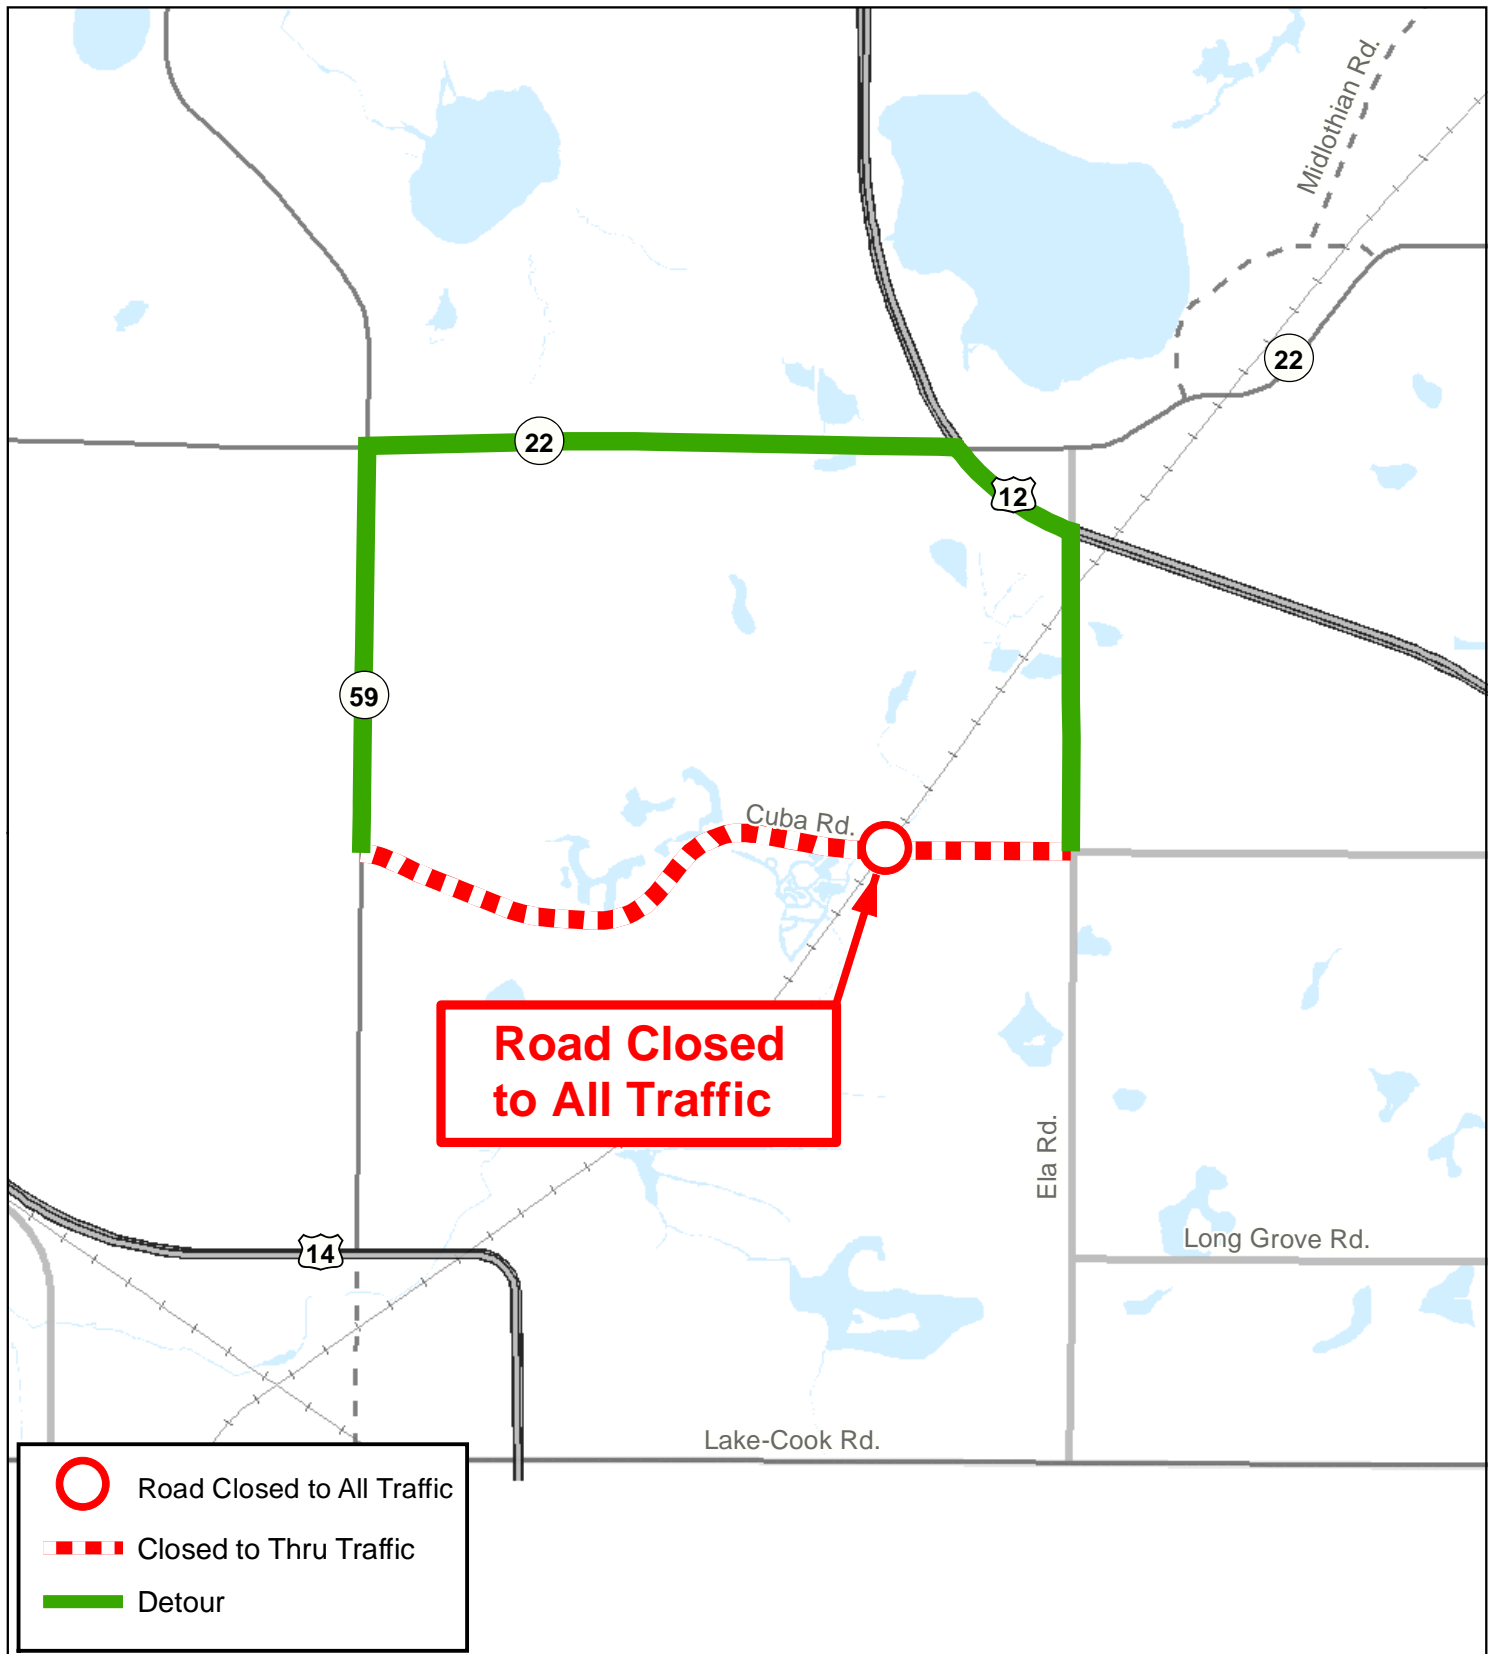 Midlothian Rd.
22
22
12
59
Cuba Rd.
Road Closed
to All Traffic
Ela Rd.
Long Grove Rd.
14
Lake-Cook Rd.
Road Closed to All Traffic
Closed to Thru Traffic
Detour